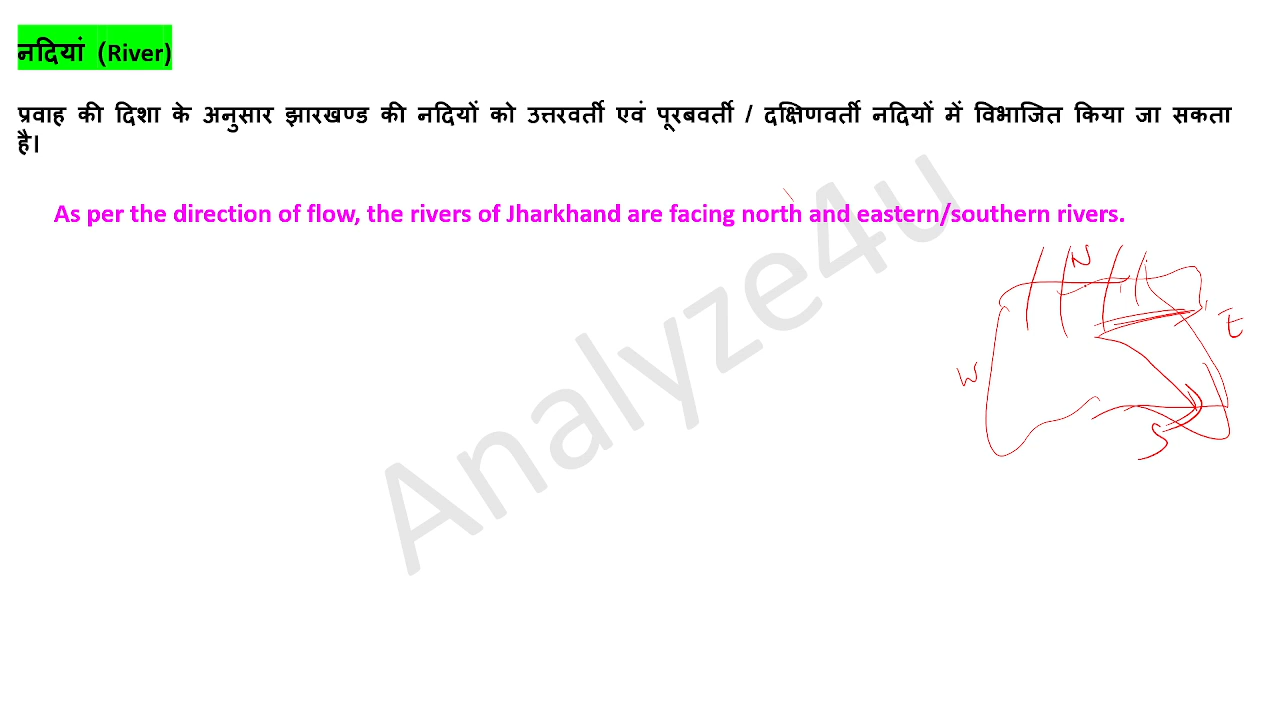 नदियां (River)
प्रवाह की दिशा के अनुसार झारखण्ड की नदियों को उत्तरवर्ती एवं पूरबवर्ती / दक्षिणवर्ती नदियों में विभाजित किया जा सकता
है।
As per the direction of flow, the rivers of Jharkhand are facing north and eastern/southern rivers.
N
E
W
S
Analyze4u